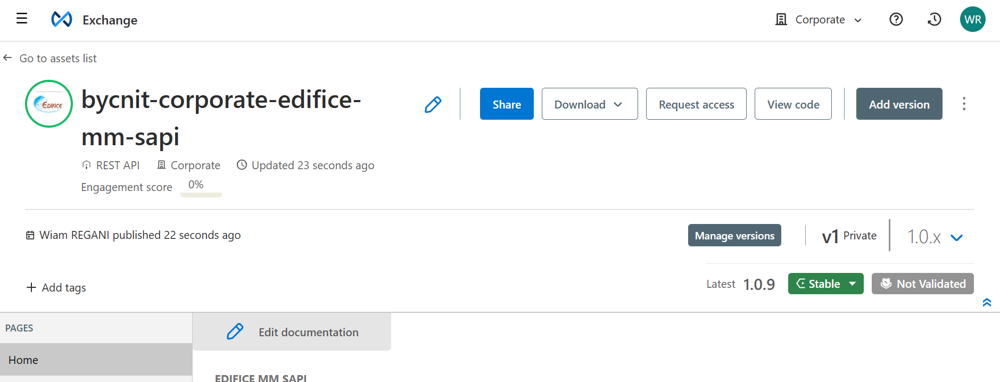 Exchange
Corporate
WR
Go to assets list
EDIFICE
bycnit-corporate-edifice-
mm-sapi
Share
Download
Request access
View code
Add version
REST API Corporate Updated 23 seconds ago
Engagement score 0%
Wiam REGANI published 22 seconds ago
Manage versions
v1 Private
1.0.x
Add tags
Latest 1.0.9
Stable
Not Validated
PAGES
Edit documentation
Home
EDIFICE MM SAPI